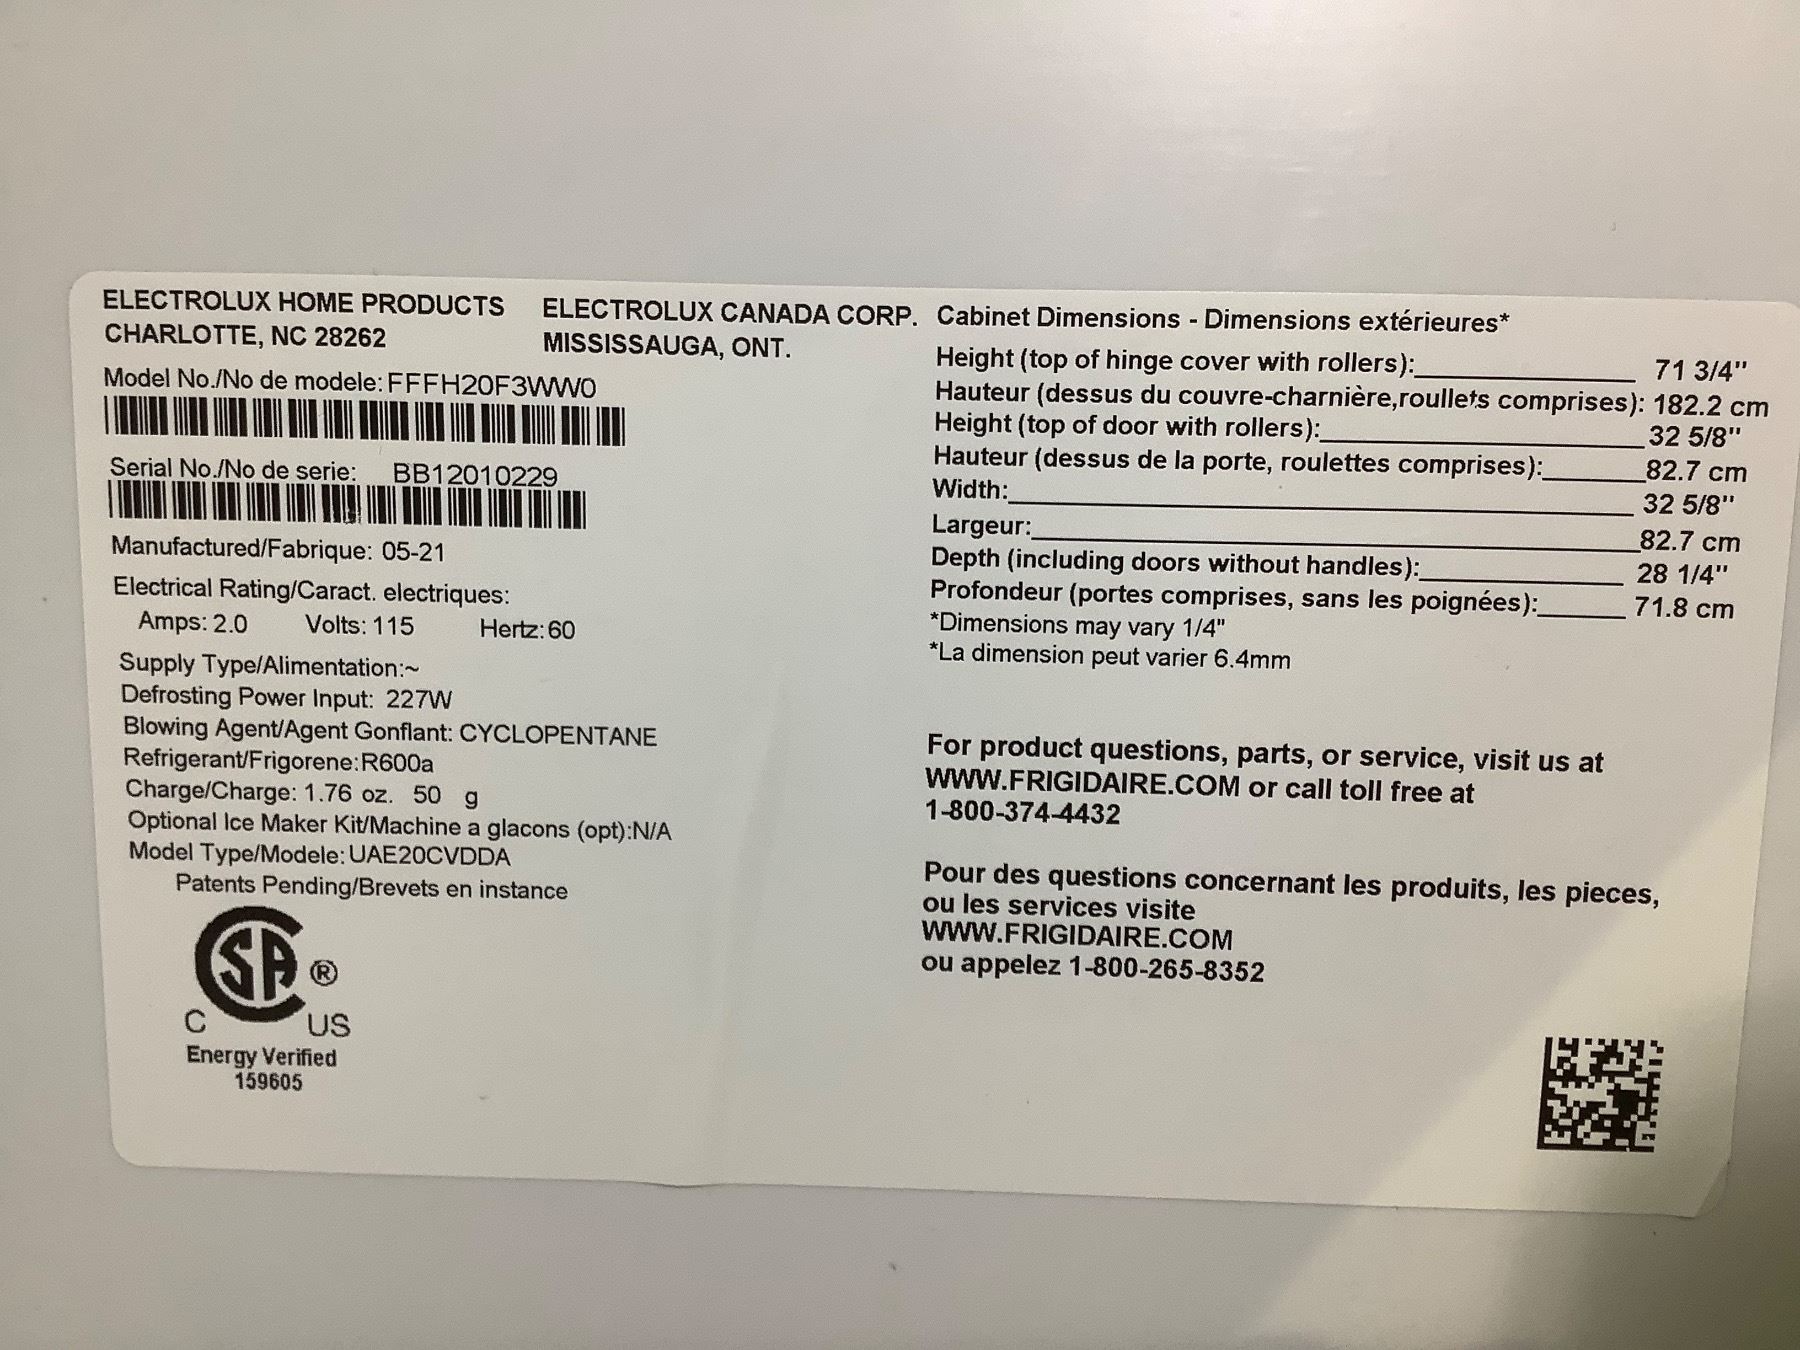 ELECTROLUX HOME PRODUCTS
CHARLOTTE, NC 28262
ELECTROLUX CANADA CORP.
MISSISSAUGA, ONT.
Model No./No de modele: FFFH20F3WW0
Serial No./No de serie: BB12010229
Manufactured/Fabrique: 05-21
Electrical Rating/Caract. electriques:
Amps: 2.0 Volts: 115 Hertz: 60
Supply Type/Alimentation:~
Defrosting Power Input: 227W
Blowing Agent/Agent Gonflant: CYCLOPENTANE
Refrigerant/Frigorene: R600a
Charge/Charge: 1.76 oz. 50 g
Optional Ice Maker Kit/Machine a glacons (opt):N/A
Model Type/Modele: UAE20CVDDA
Patents Pending/Brevets en instance
CSA ®
C US
Energy Verified
159605
Cabinet Dimensions - Dimensions extérieures*
Height (top of hinge cover with rollers): 71 3/4"
Hauteur (dessus du couvre-charnière,roullets comprises): 182.2 cm
Height (top of door with rollers): 32 5/8"
Hauteur (dessus de la porte, roulettes comprises): 82.7 cm
Width: 32 5/8"
Largeur: 82.7 cm
Depth (including doors without handles): 28 1/4"
Profondeur (portes comprises, sans les poignées): 71.8 cm
*Dimensions may vary 1/4"
*La dimension peut varier 6.4mm
For product questions, parts, or service, visit us at
WWW.FRIGIDAIRE.COM or call toll free at
1-800-374-4432
Pour des questions concernant les produits, les pieces,
ou les services visite
WWW.FRIGIDAIRE.COM
ou appelez 1-800-265-8352